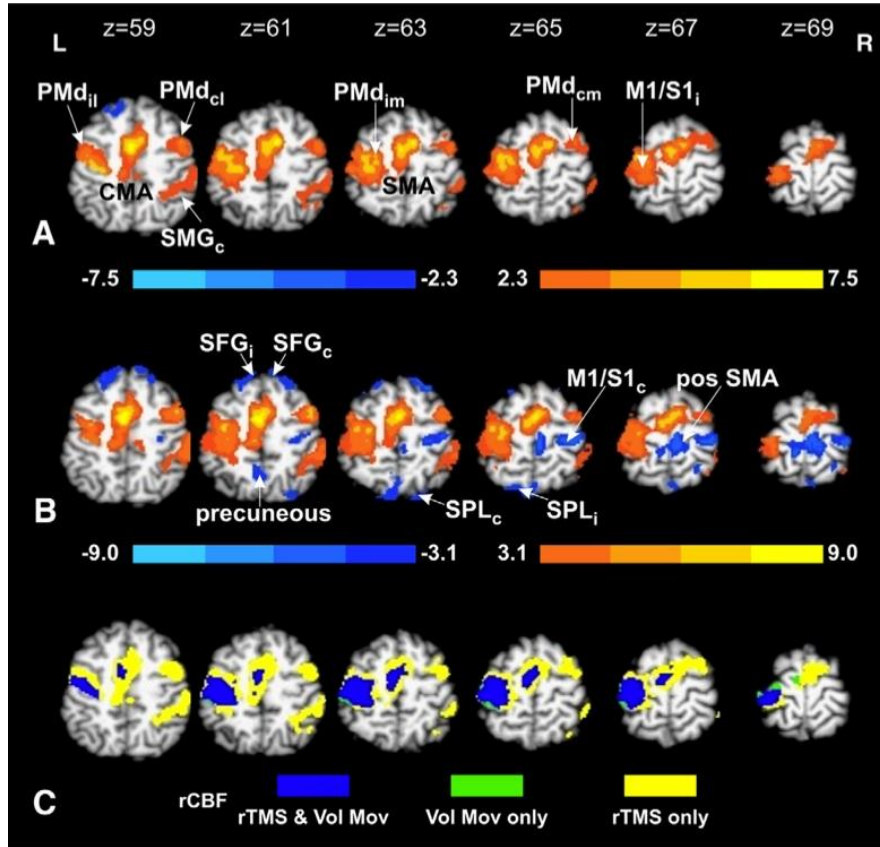 L z=59 z=61 z=63 z=65 z=67 z=69 R
PMd_il PMd_cl PMd_im PMd_cm M1/S1_i
CMA SMA
SMG_c
A
-7.5 -2.3 2.3 7.5
SFG_i SFG_c
M1/S1_c pos SMA
precuneous SPL_c SPL_i
B
-9.0 -3.1 3.1 9.0
C
rCBF
rTMS & Vol Mov Vol Mov only rTMS only